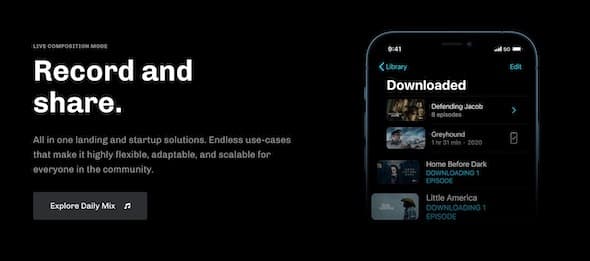 LIVE COMPOSITION MODE
Record and
share.
All in one landing and startup solutions. Endless use-cases
that make it highly flexible, adaptable, and scalable for
everyone in the community.
Explore Daily Mix
9:41
5G
Library
Edit
Downloaded
Defending Jacob
8 episodes
Greyhound
1 hr 31 min · 2020
Home Before Dark
DOWNLOADING 1
EPISODE
Little America
DOWNLOADING 1
EPISODE